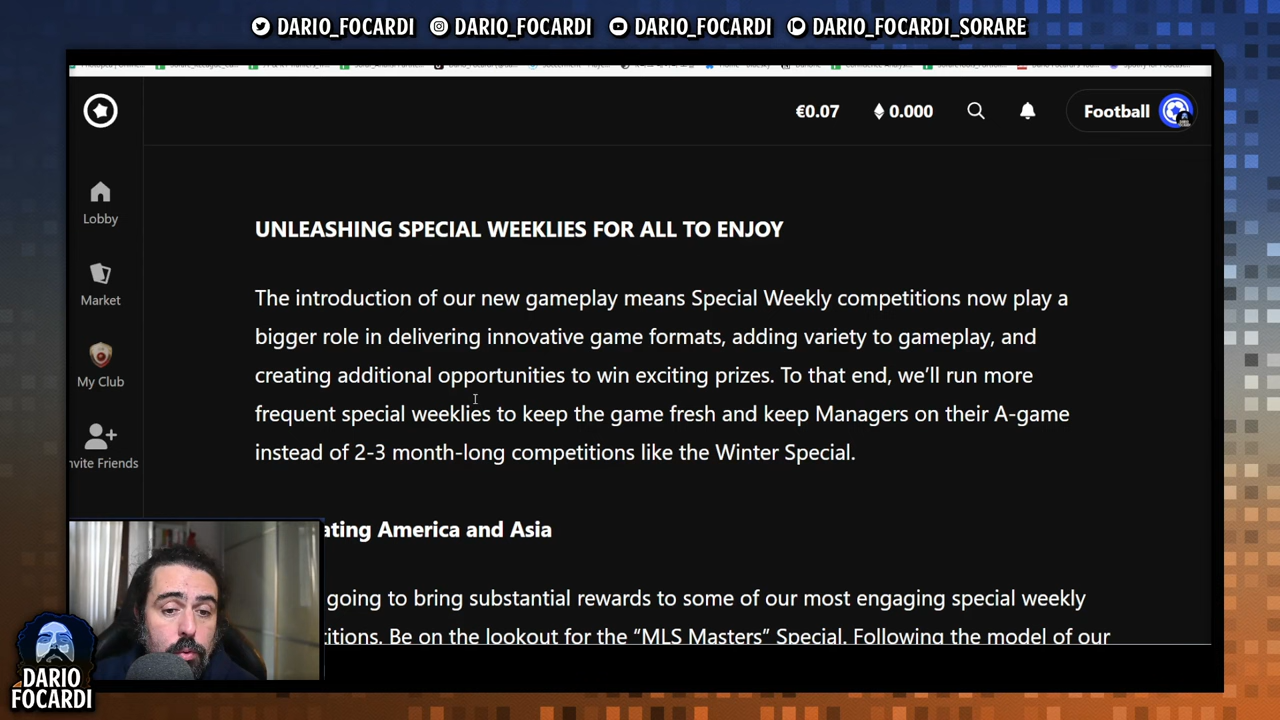 DARIO_FOCARDI DARIO_FOCARDI DARIO_FOCARDI DARIO_FOCARDI_SORARE
€0.07 0.000 Football
Lobby
Market
My Club
nvite Friends
UNLEASHING SPECIAL WEEKLIES FOR ALL TO ENJOY
The introduction of our new gameplay means Special Weekly competitions now play a
bigger role in delivering innovative game formats, adding variety to gameplay, and
creating additional opportunities to win exciting prizes. To that end, we’ll run more
frequent special weeklies to keep the game fresh and keep Managers on their A-game
instead of 2-3 month-long competitions like the Winter Special.
ating America and Asia
going to bring substantial rewards to some of our most engaging special weekly
titions. Be on the lookout for the “MLS Masters” Special. Following the model of our
DARIO
FOCARDI